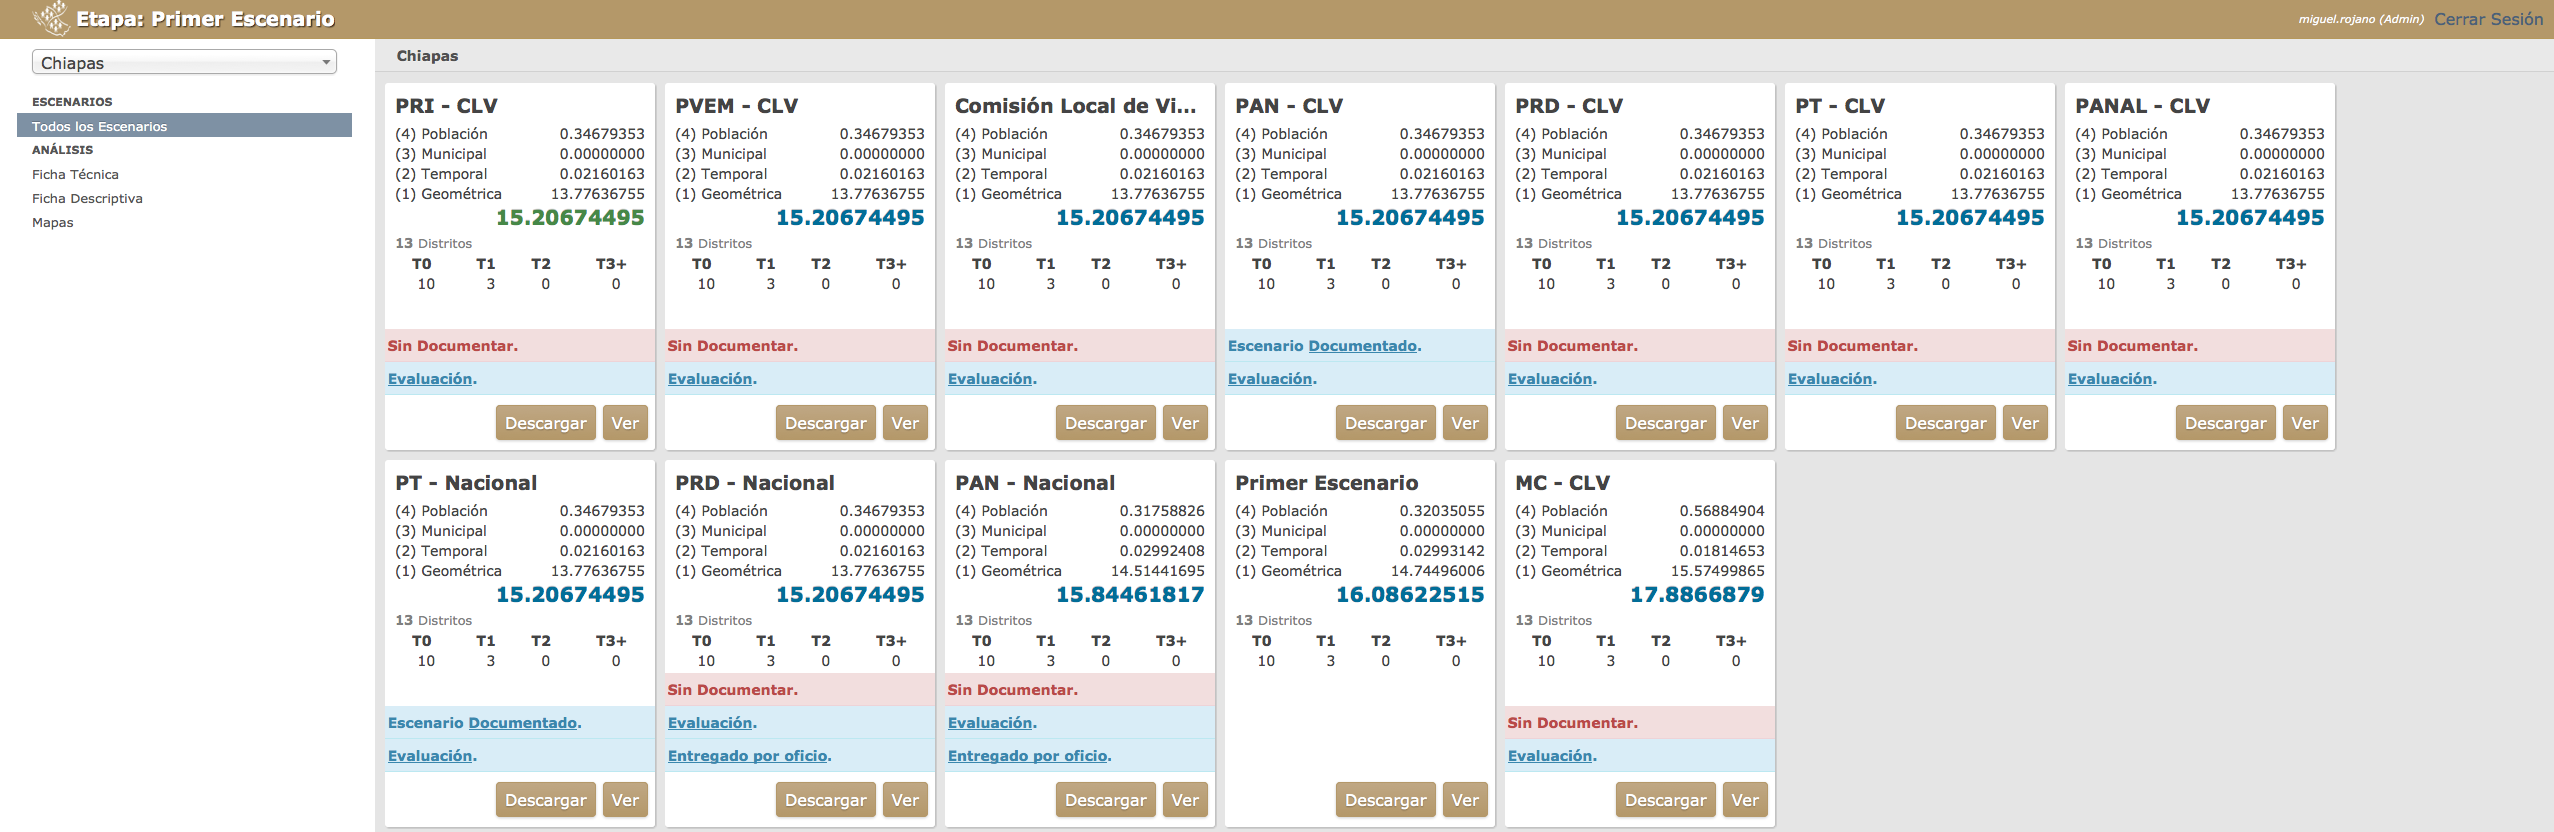 Etapa: Primer Escenario
miguel.rojano (Admin) Cerrar Sesión
Chiapas
ESCENARIOS
Todos los Escenarios
ANÁLISIS
Ficha Técnica
Ficha Descriptiva
Mapas
Chiapas
PRI - CLV
(4) Población 0.34679353
(3) Municipal 0.00000000
(2) Temporal 0.02160163
(1) Geométrica 13.77636755
15.20674495
13 Distritos
T0 T1 T2 T3+
10 3 0 0
Sin Documentar.
Evaluación.
Descargar Ver
PVEM - CLV
(4) Población 0.34679353
(3) Municipal 0.00000000
(2) Temporal 0.02160163
(1) Geométrica 13.77636755
15.20674495
13 Distritos
T0 T1 T2 T3+
10 3 0 0
Sin Documentar.
Evaluación.
Descargar Ver
Comisión Local de Vi...
(4) Población 0.34679353
(3) Municipal 0.00000000
(2) Temporal 0.02160163
(1) Geométrica 13.77636755
15.20674495
13 Distritos
T0 T1 T2 T3+
10 3 0 0
Sin Documentar.
Evaluación.
Descargar Ver
PAN - CLV
(4) Población 0.34679353
(3) Municipal 0.00000000
(2) Temporal 0.02160163
(1) Geométrica 13.77636755
15.20674495
13 Distritos
T0 T1 T2 T3+
10 3 0 0
Escenario Documentado.
Evaluación.
Descargar Ver
PRD - CLV
(4) Población 0.34679353
(3) Municipal 0.00000000
(2) Temporal 0.02160163
(1) Geométrica 13.77636755
15.20674495
13 Distritos
T0 T1 T2 T3+
10 3 0 0
Sin Documentar.
Evaluación.
Descargar Ver
PT - CLV
(4) Población 0.34679353
(3) Municipal 0.00000000
(2) Temporal 0.02160163
(1) Geométrica 13.77636755
15.20674495
13 Distritos
T0 T1 T2 T3+
10 3 0 0
Sin Documentar.
Evaluación.
Descargar Ver
PANAL - CLV
(4) Población 0.34679353
(3) Municipal 0.00000000
(2) Temporal 0.02160163
(1) Geométrica 13.77636755
15.20674495
13 Distritos
T0 T1 T2 T3+
10 3 0 0
Sin Documentar.
Evaluación.
Descargar Ver
PT - Nacional
(4) Población 0.34679353
(3) Municipal 0.00000000
(2) Temporal 0.02160163
(1) Geométrica 13.77636755
15.20674495
13 Distritos
T0 T1 T2 T3+
10 3 0 0
Escenario Documentado.
Evaluación.
Descargar Ver
PRD - Nacional
(4) Población 0.34679353
(3) Municipal 0.00000000
(2) Temporal 0.02160163
(1) Geométrica 13.77636755
15.20674495
13 Distritos
T0 T1 T2 T3+
10 3 0 0
Sin Documentar.
Evaluación.
Entregado por oficio.
Descargar Ver
PAN - Nacional
(4) Población 0.31758826
(3) Municipal 0.00000000
(2) Temporal 0.02992408
(1) Geométrica 14.51441695
15.84461817
13 Distritos
T0 T1 T2 T3+
10 3 0 0
Sin Documentar.
Evaluación.
Entregado por oficio.
Descargar Ver
Primer Escenario
(4) Población 0.32035055
(3) Municipal 0.00000000
(2) Temporal 0.02993142
(1) Geométrica 14.74496006
16.08622515
13 Distritos
T0 T1 T2 T3+
10 3 0 0
Descargar Ver
MC - CLV
(4) Población 0.56884904
(3) Municipal 0.00000000
(2) Temporal 0.01814653
(1) Geométrica 15.57499865
17.8866879
13 Distritos
T0 T1 T2 T3+
10 3 0 0
Sin Documentar.
Evaluación.
Descargar Ver